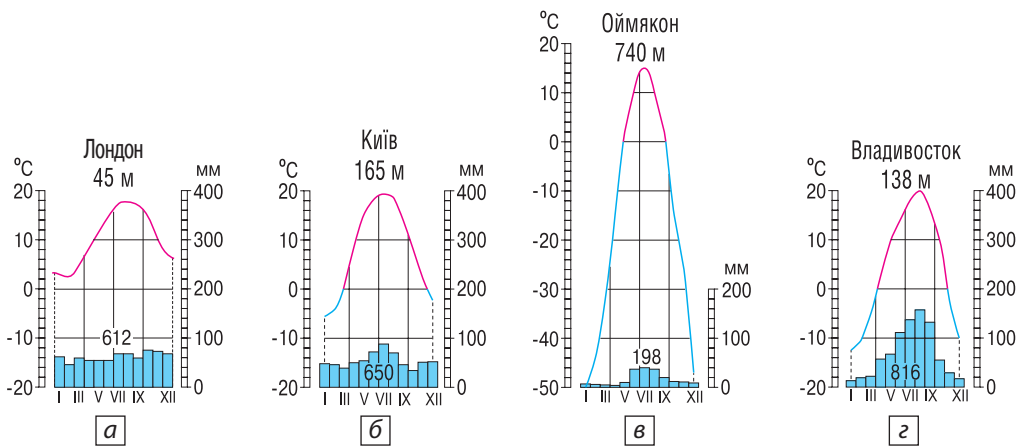 Лондон
45 м
°C
мм
20
10
0
-10
-20
400
300
200
100
0
612
I III V VII IX XII
а
Київ
165 м
°C
мм
20
10
0
-10
-20
400
300
200
100
0
650
I III V VII IX XII
б
Оймякон
740 м
°C
20
10
0
-10
-20
-30
-40
-50
мм
200
100
0
198
I III V VII IX XII
в
Владивосток
138 м
°C
мм
20
10
0
-10
-20
400
300
200
100
0
816
I III V VII IX XII
г